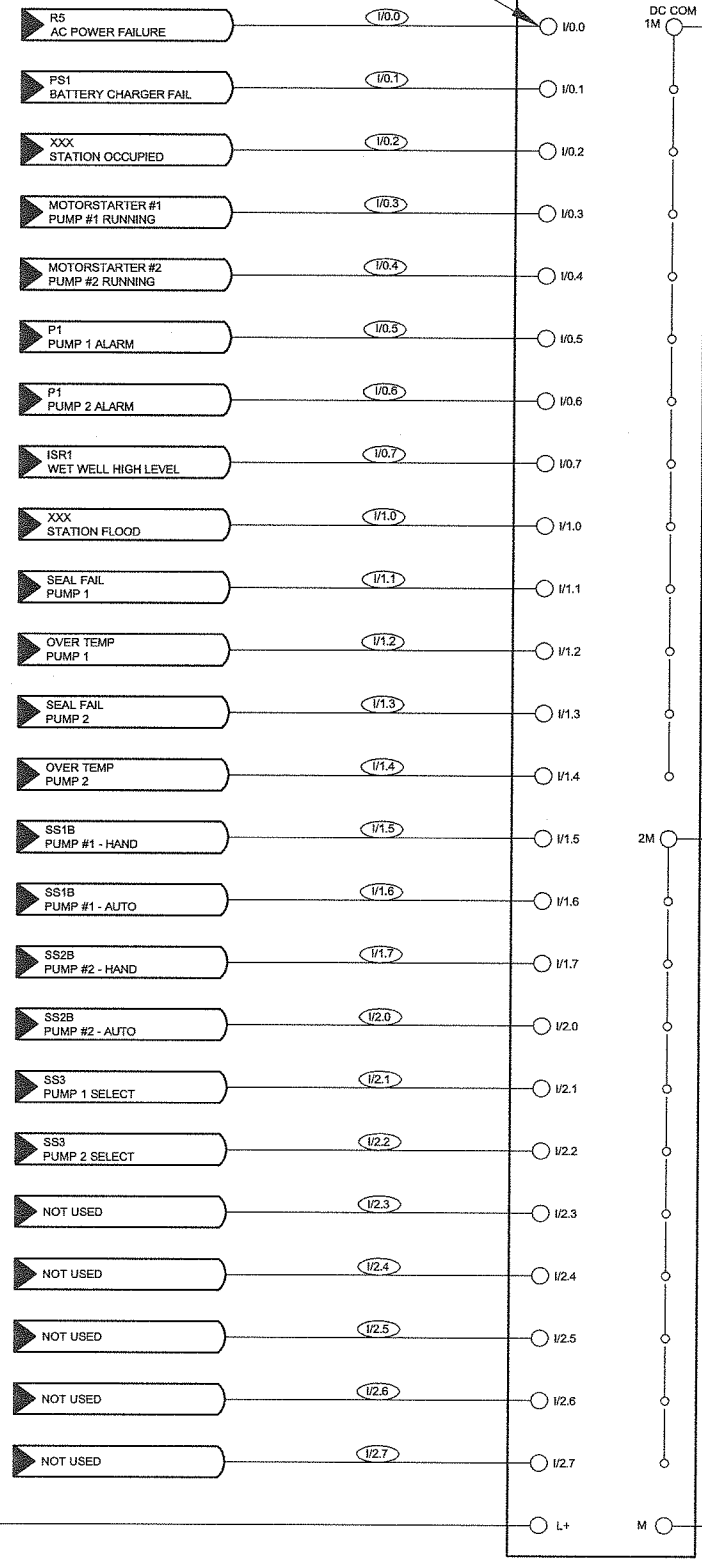 DC COM
R5
AC POWER FAILURE
I/0.0
I/0.0
1M
PS1
BATTERY CHARGER FAIL
I/0.1
I/0.1
XXX
STATION OCCUPIED
I/0.2
I/0.2
MOTORSTARTER #1
PUMP #1 RUNNING
I/0.3
I/0.3
MOTORSTARTER #2
PUMP #2 RUNNING
I/0.4
I/0.4
P1
PUMP 1 ALARM
I/0.5
I/0.5
P1
PUMP 2 ALARM
I/0.6
I/0.6
ISR1
WET WELL HIGH LEVEL
I/0.7
I/0.7
XXX
STATION FLOOD
I/1.0
I/1.0
SEAL FAIL
PUMP 1
I/1.1
I/1.1
OVER TEMP
PUMP 1
I/1.2
I/1.2
SEAL FAIL
PUMP 2
I/1.3
I/1.3
OVER TEMP
PUMP 2
I/1.4
I/1.4
SS1B
PUMP #1 - HAND
I/1.5
I/1.5
2M
SS1B
PUMP #1 - AUTO
I/1.6
I/1.6
SS2B
PUMP #2 - HAND
I/1.7
I/1.7
SS2B
PUMP #2 - AUTO
I/2.0
I/2.0
SS3
PUMP 1 SELECT
I/2.1
I/2.1
SS3
PUMP 2 SELECT
I/2.2
I/2.2
NOT USED
I/2.3
I/2.3
NOT USED
I/2.4
I/2.4
NOT USED
I/2.5
I/2.5
NOT USED
I/2.6
I/2.6
NOT USED
I/2.7
I/2.7
L+
M